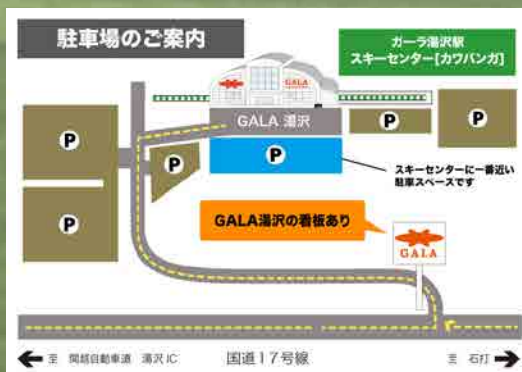 駐車場のご案内
ガーラ湯沢駅
スキーセンター[カワバンガ]
GALA
GALA 湯沢
P
P
P
P
P
P
スキーセンターに一番近い
駐車スペースです
GALA湯沢の看板あり
GALA
至 関越自動車道 湯沢IC
国道17号線
至 石打